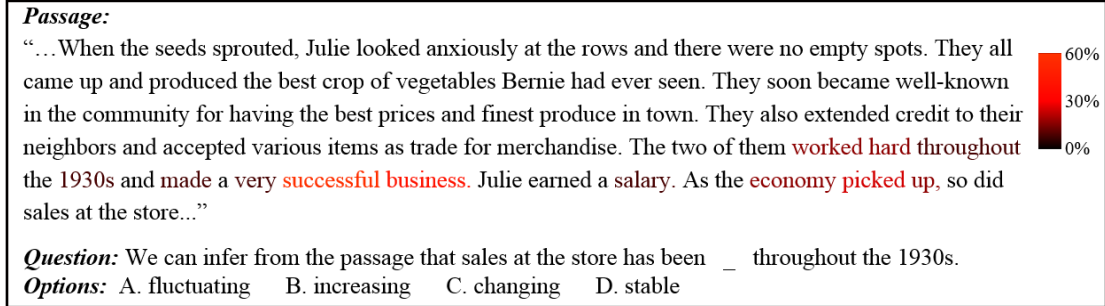 Passage:
“…When the seeds sprouted, Julie looked anxiously at the rows and there were no empty spots. They all
came up and produced the best crop of vegetables Bernie had ever seen. They soon became well-known
in the community for having the best prices and finest produce in town. They also extended credit to their
neighbors and accepted various items as trade for merchandise. The two of them worked hard throughout
the 1930s and made a very successful business. Julie earned a salary. As the economy picked up, so did
sales at the store...”
60%
30%
0%
Question: We can infer from the passage that sales at the store has been _ throughout the 1930s.
Options: A. fluctuating B. increasing C. changing D. stable